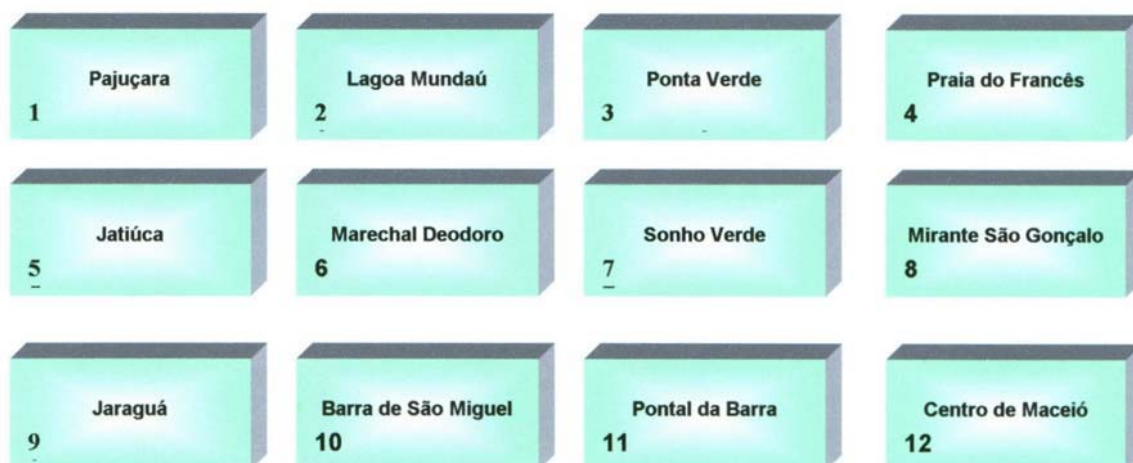 Pajuçara
1
Lagoa Mundaú
2
Ponta Verde
3
Praia do Francês
4
Jatiúca
5
Marechal Deodoro
6
Sonho Verde
7
Mirante São Gonçalo
8
Jaraguá
9
Barra de São Miguel
10
Pontal da Barra
11
Centro de Maceió
12